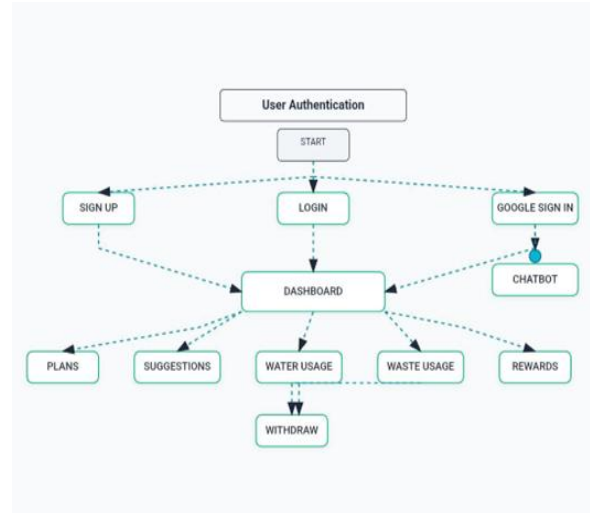 User Authentication
START
SIGN UP
LOGIN
GOOGLE SIGN IN
DASHBOARD
CHATBOT
PLANS
SUGGESTIONS
WATER USAGE
WASTE USAGE
REWARDS
WITHDRAW